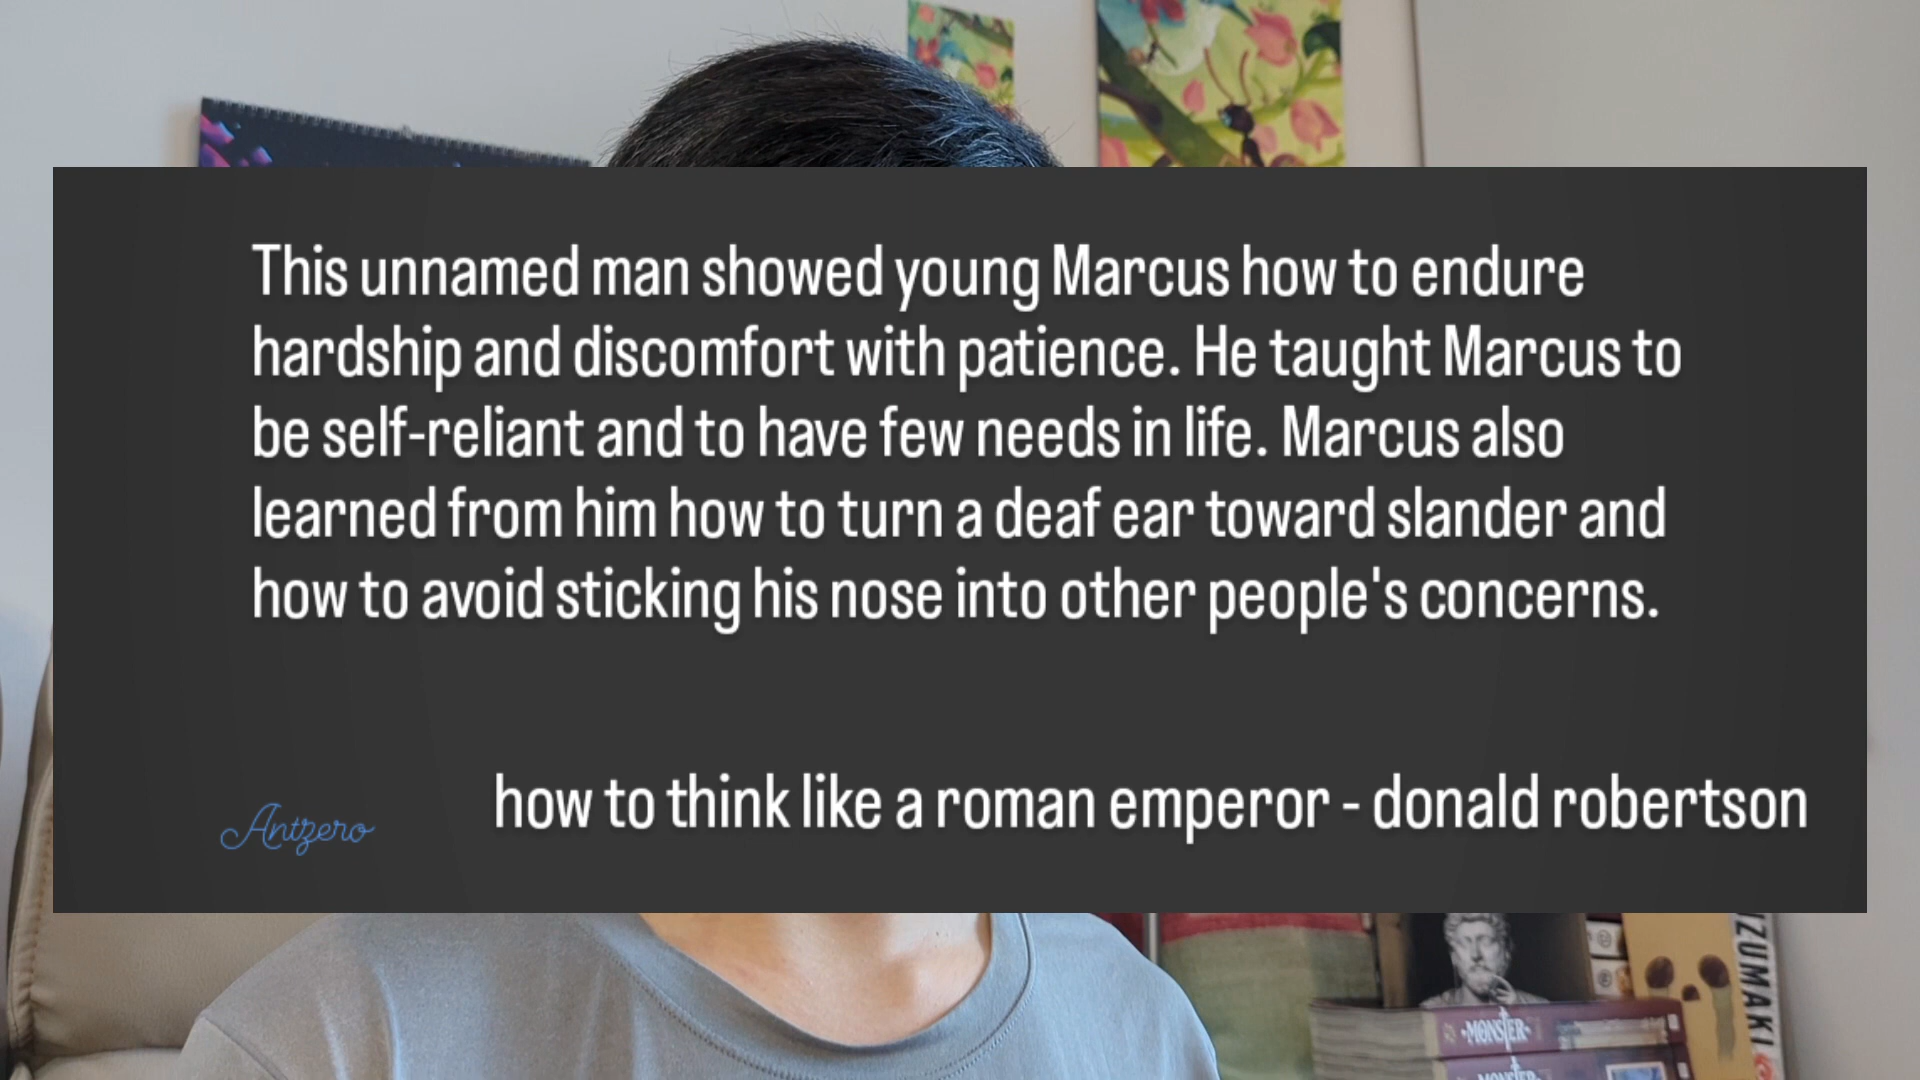 This unnamed man showed young Marcus how to endure
hardship and discomfort with patience. He taught Marcus to
be self-reliant and to have few needs in life. Marcus also
learned from him how to turn a deaf ear toward slander and
how to avoid sticking his nose into other people's concerns.
how to think like a roman emperor - donald robertson
Antzero
ZUMAKI
MONSTER